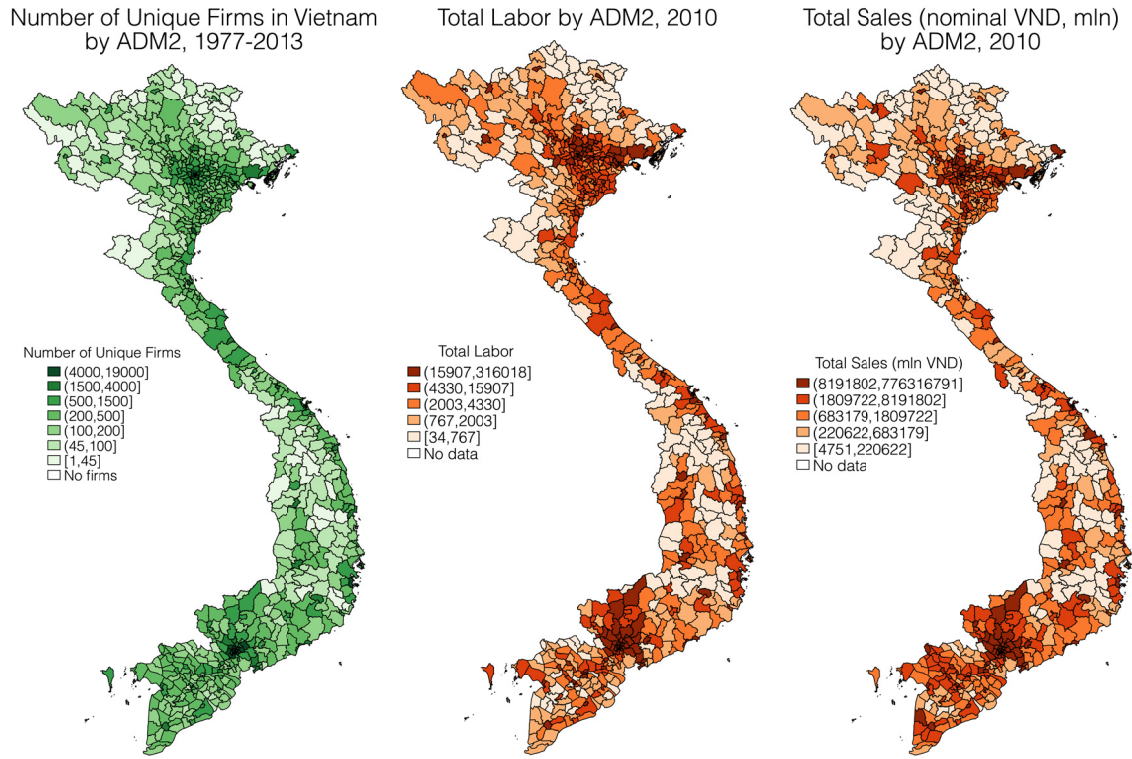 Number of Unique Firms in Vietnam
by ADM2, 1977-2013
Total Labor by ADM2, 2010
Total Sales (nominal VND, mln)
by ADM2, 2010
Number of Unique Firms
(4000,19000]
(1500,4000]
(500,1500]
(200,500]
(100,200]
(45,100]
[1,45]
No firms
Total Labor
(15907,316018]
(4330,15907]
(2003,4330]
(767,2003]
[34,767]
No data
Total Sales (mln VND)
(8191802,776316791]
(1809722,8191802]
(683179,1809722]
(220622,683179]
[4751,220622]
No data